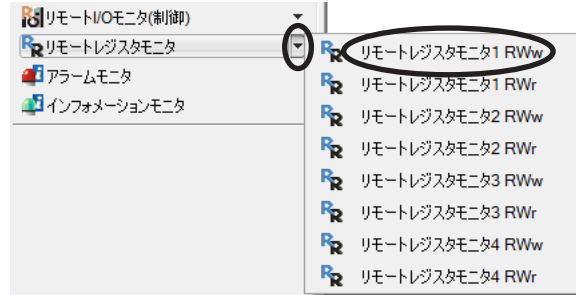 リモートI/Oモニタ(制御)
リモートレジスタモニタ
アラームモニタ
インフォメーションモニタ
リモートレジスタモニタ1 RWw
リモートレジスタモニタ1 RWr
リモートレジスタモニタ2 RWw
リモートレジスタモニタ2 RWr
リモートレジスタモニタ3 RWw
リモートレジスタモニタ3 RWr
リモートレジスタモニタ4 RWw
リモートレジスタモニタ4 RWr